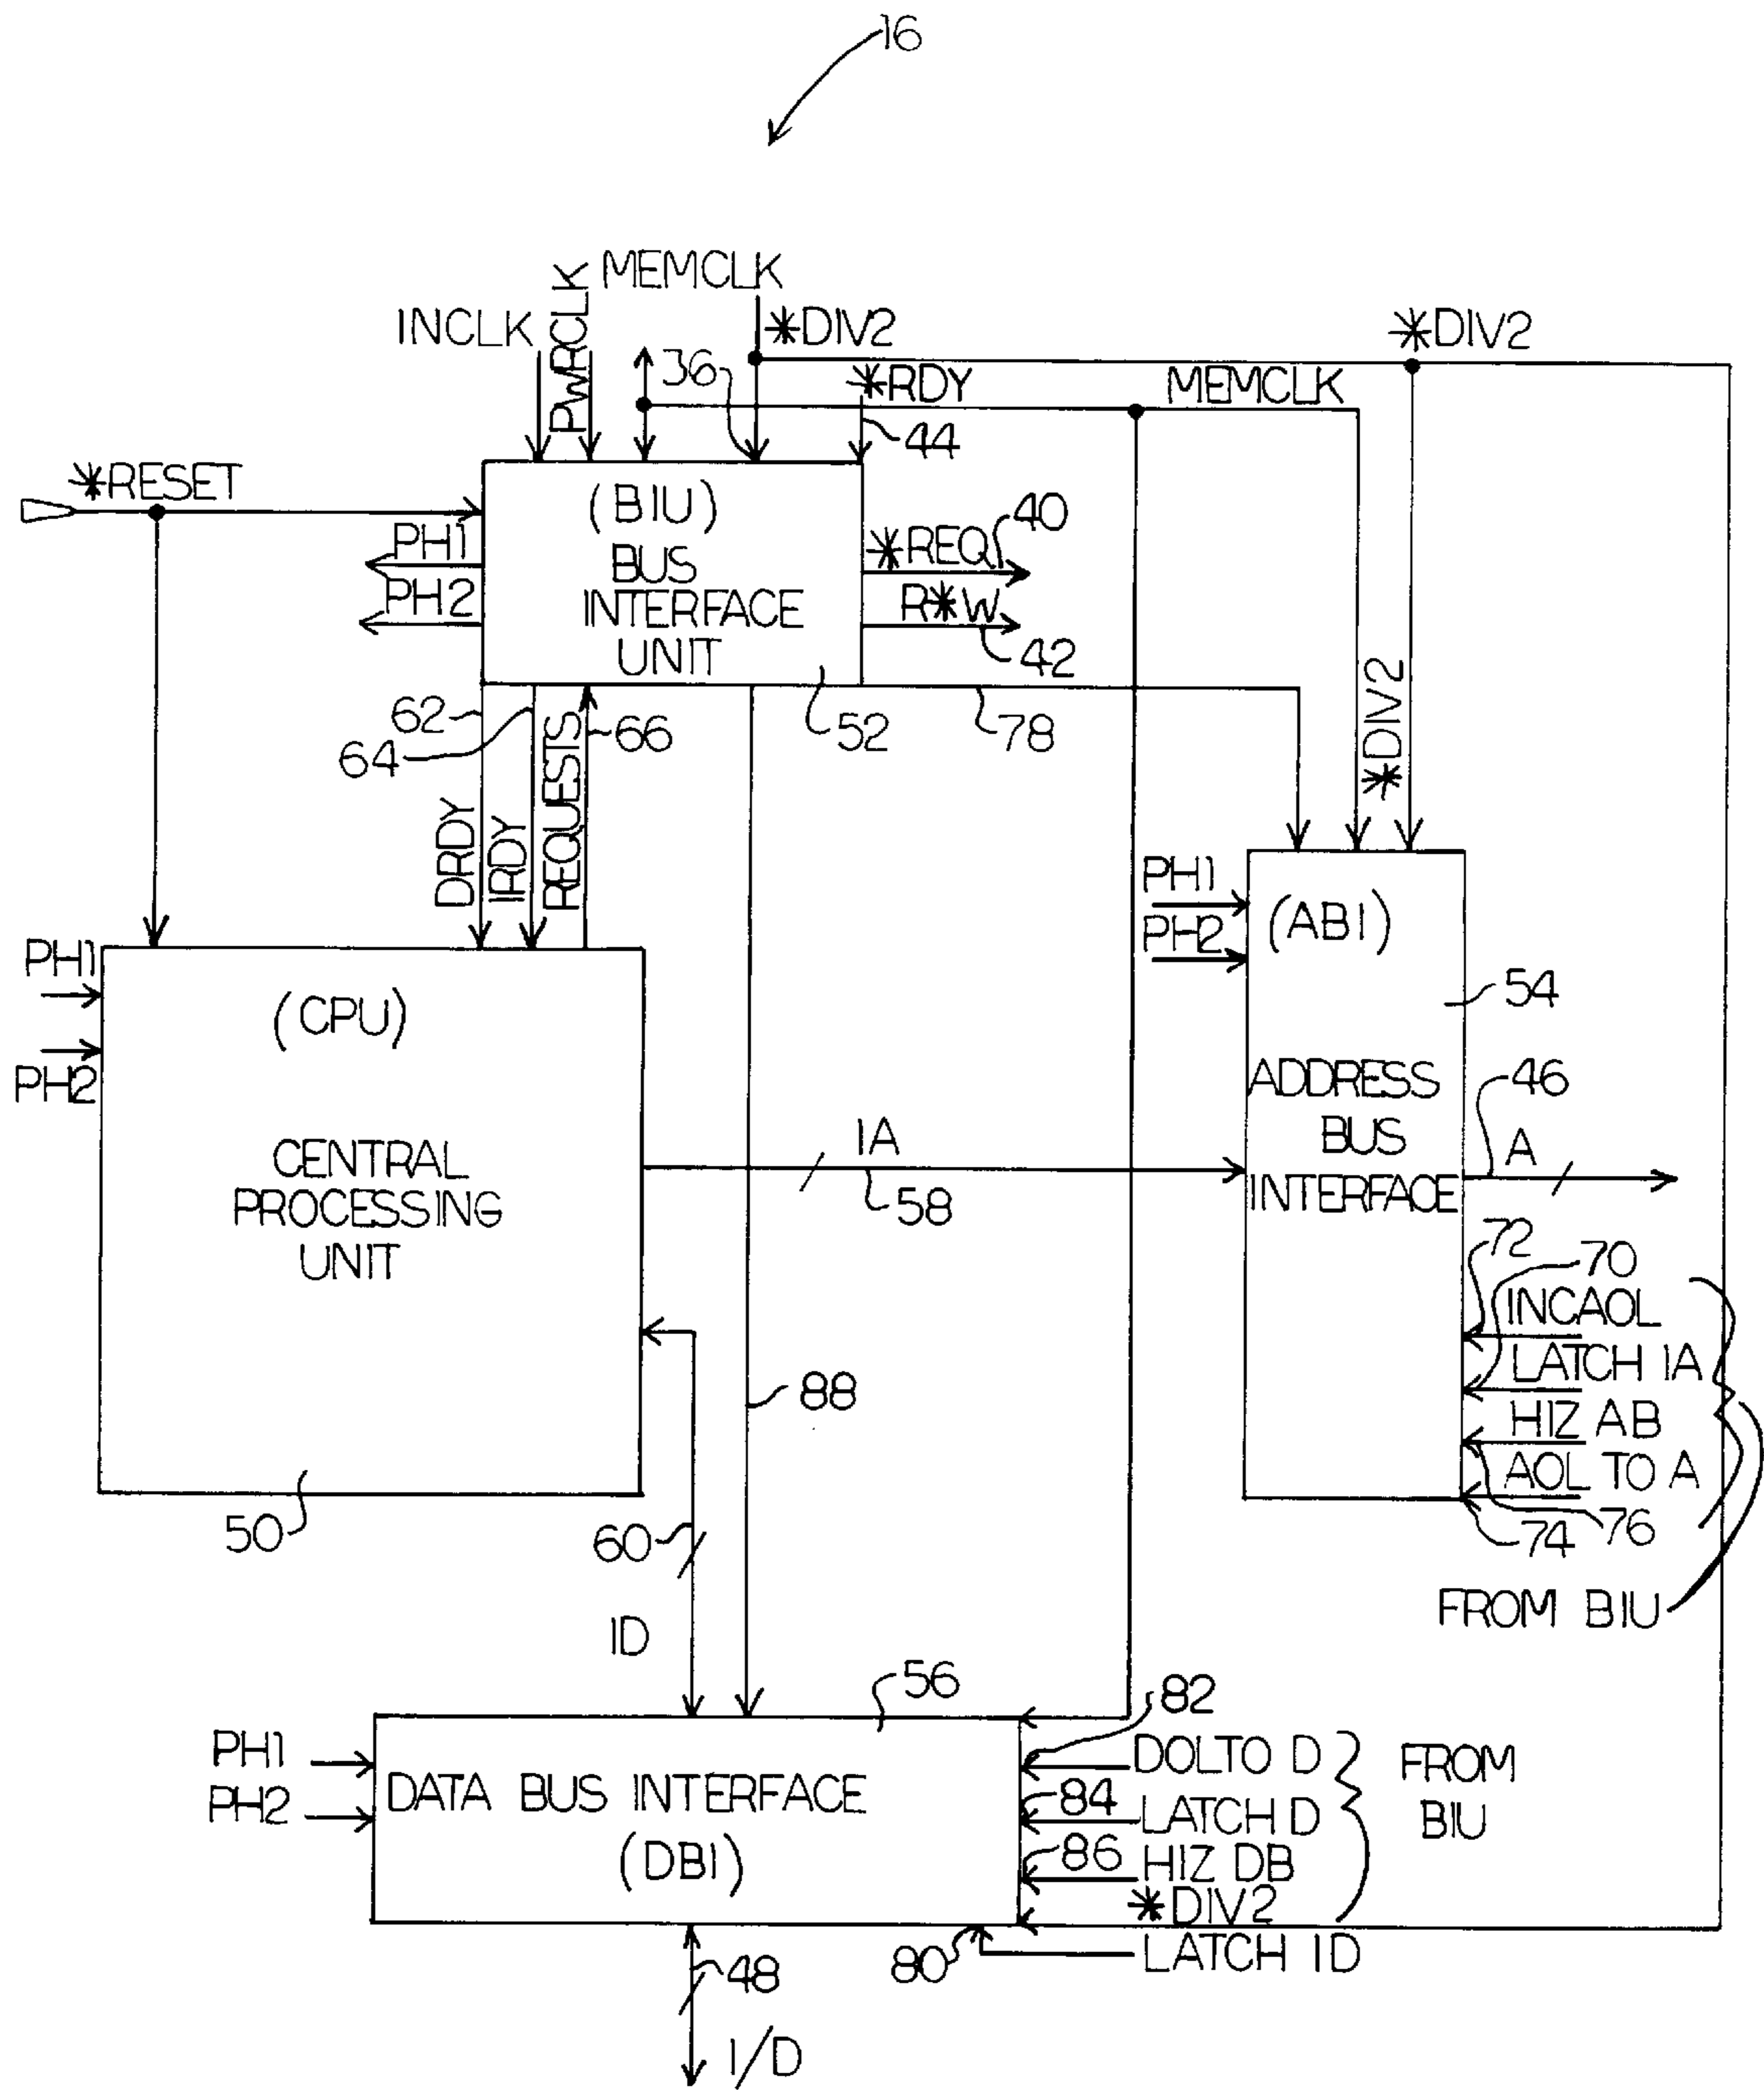 16
MEMCLK
INCLK
PWRCLK
*DIV2
*DIV2
36
*RDY
MEMCLK
44
*RESET
(BIU)
BUS
INTERFACE
UNIT
PH1
PH2
*REQ
40
R*W
42
62
64
66
52
78
*DIV2
DRDY
IRDY
REQUESTS
PH1
PH2
(ABI)
54
PH1
PH2
(CPU)
CENTRAL
PROCESSING
UNIT
ADDRESS
BUS
INTERFACE
46
A
IA
58
72
70
INCAOL
LATCH IA
HIZ AB
AOL TO A
74
76
FROM BIU
88
50
60
ID
56
82
PH1
PH2
DATA BUS INTERFACE
(DBI)
DOLTO D
84
LATCH D
86
HIZ DB
*DIV2
FROM
BIU
80
LATCH ID
48
I/D